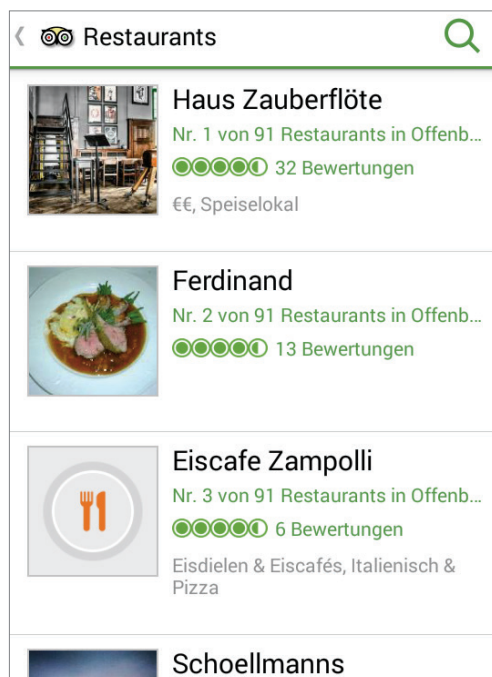 Restaurants
Haus Zauberflöte
Nr. 1 von 91 Restaurants in Offenb...
32 Bewertungen
€€, Speiselokal
Ferdinand
Nr. 2 von 91 Restaurants in Offenb...
13 Bewertungen
Eiscafe Zampolli
Nr. 3 von 91 Restaurants in Offenb...
6 Bewertungen
Eisdielen & Eiscafés, Italienisch &
Pizza
Schoellmanns